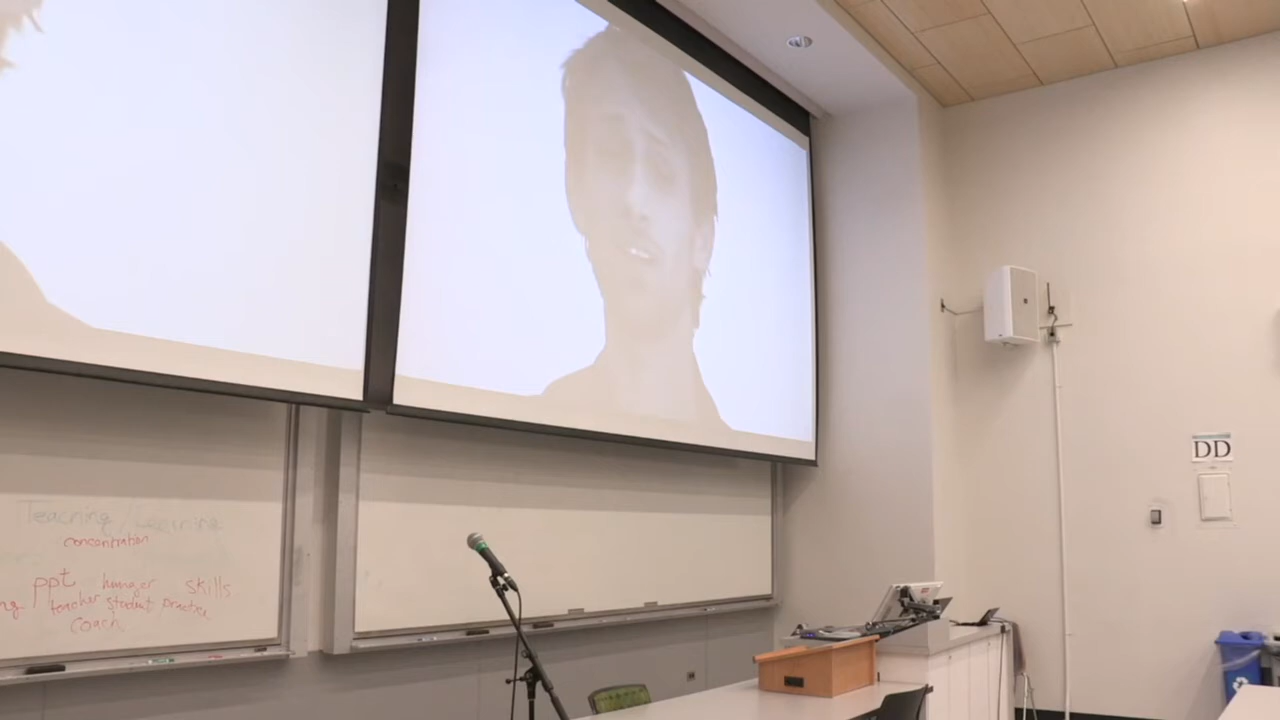 Teaching / Learning
concentration
ppt hunger skills
teacher student practice
coach
DD